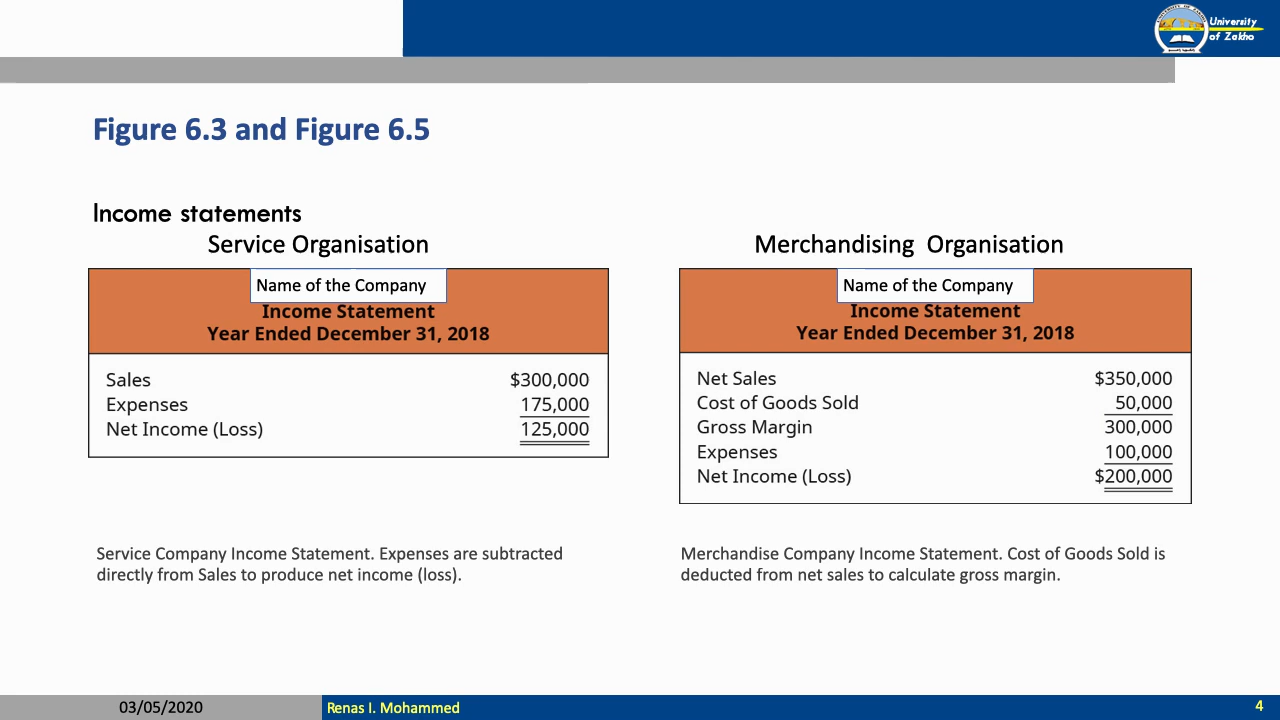 University
of Zakho
Figure 6.3 and Figure 6.5
Income statements
Service Organisation
Name of the Company
Income Statement
Year Ended December 31, 2018
Sales $300,000
Expenses 175,000
Net Income (Loss) 125,000
Service Company Income Statement. Expenses are subtracted
directly from Sales to produce net income (loss).
Merchandising Organisation
Name of the Company
Income Statement
Year Ended December 31, 2018
Net Sales $350,000
Cost of Goods Sold 50,000
Gross Margin 300,000
Expenses 100,000
Net Income (Loss) $200,000
Merchandise Company Income Statement. Cost of Goods Sold is
deducted from net sales to calculate gross margin.
03/05/2020
Renas I. Mohammed
4